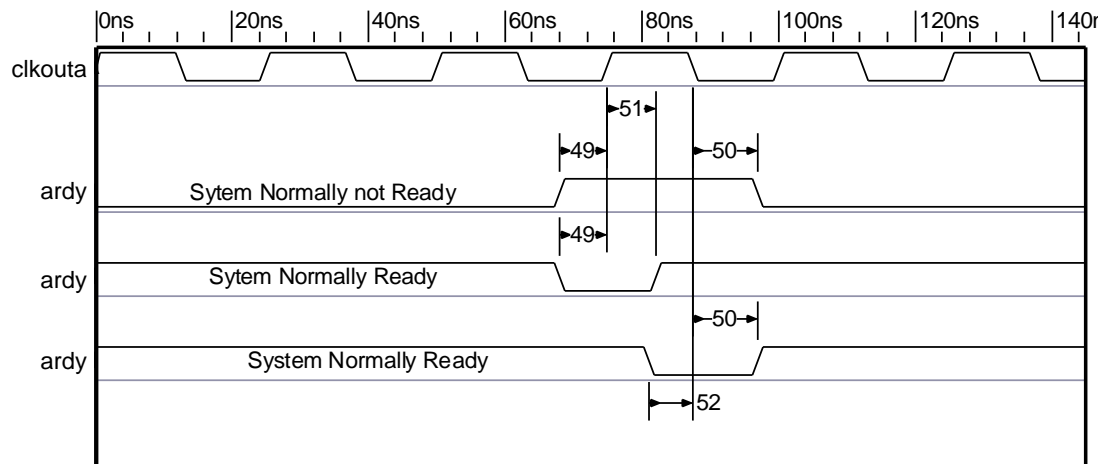 0ns 20ns 40ns 60ns 80ns 100ns 120ns 140n
clkouta
51
49 50
ardy Sytem Normally not Ready
49
ardy Sytem Normally Ready
50
ardy System Normally Ready
52